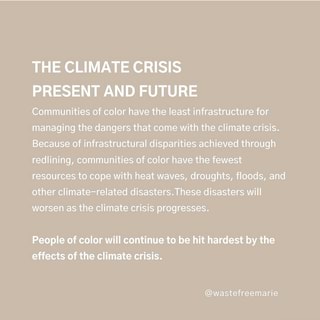 THE CLIMATE CRISIS
PRESENT AND FUTURE
Communities of color have the least infrastructure for
managing the dangers that come with the climate crisis.
Because of infrastructural disparities achieved through
redlining, communities of color have the fewest
resources to cope with heat waves, droughts, floods, and
other climate-related disasters.These disasters will
worsen as the climate crisis progresses.
People of color will continue to be hit hardest by the
effects of the climate crisis.
@wastefreemarie